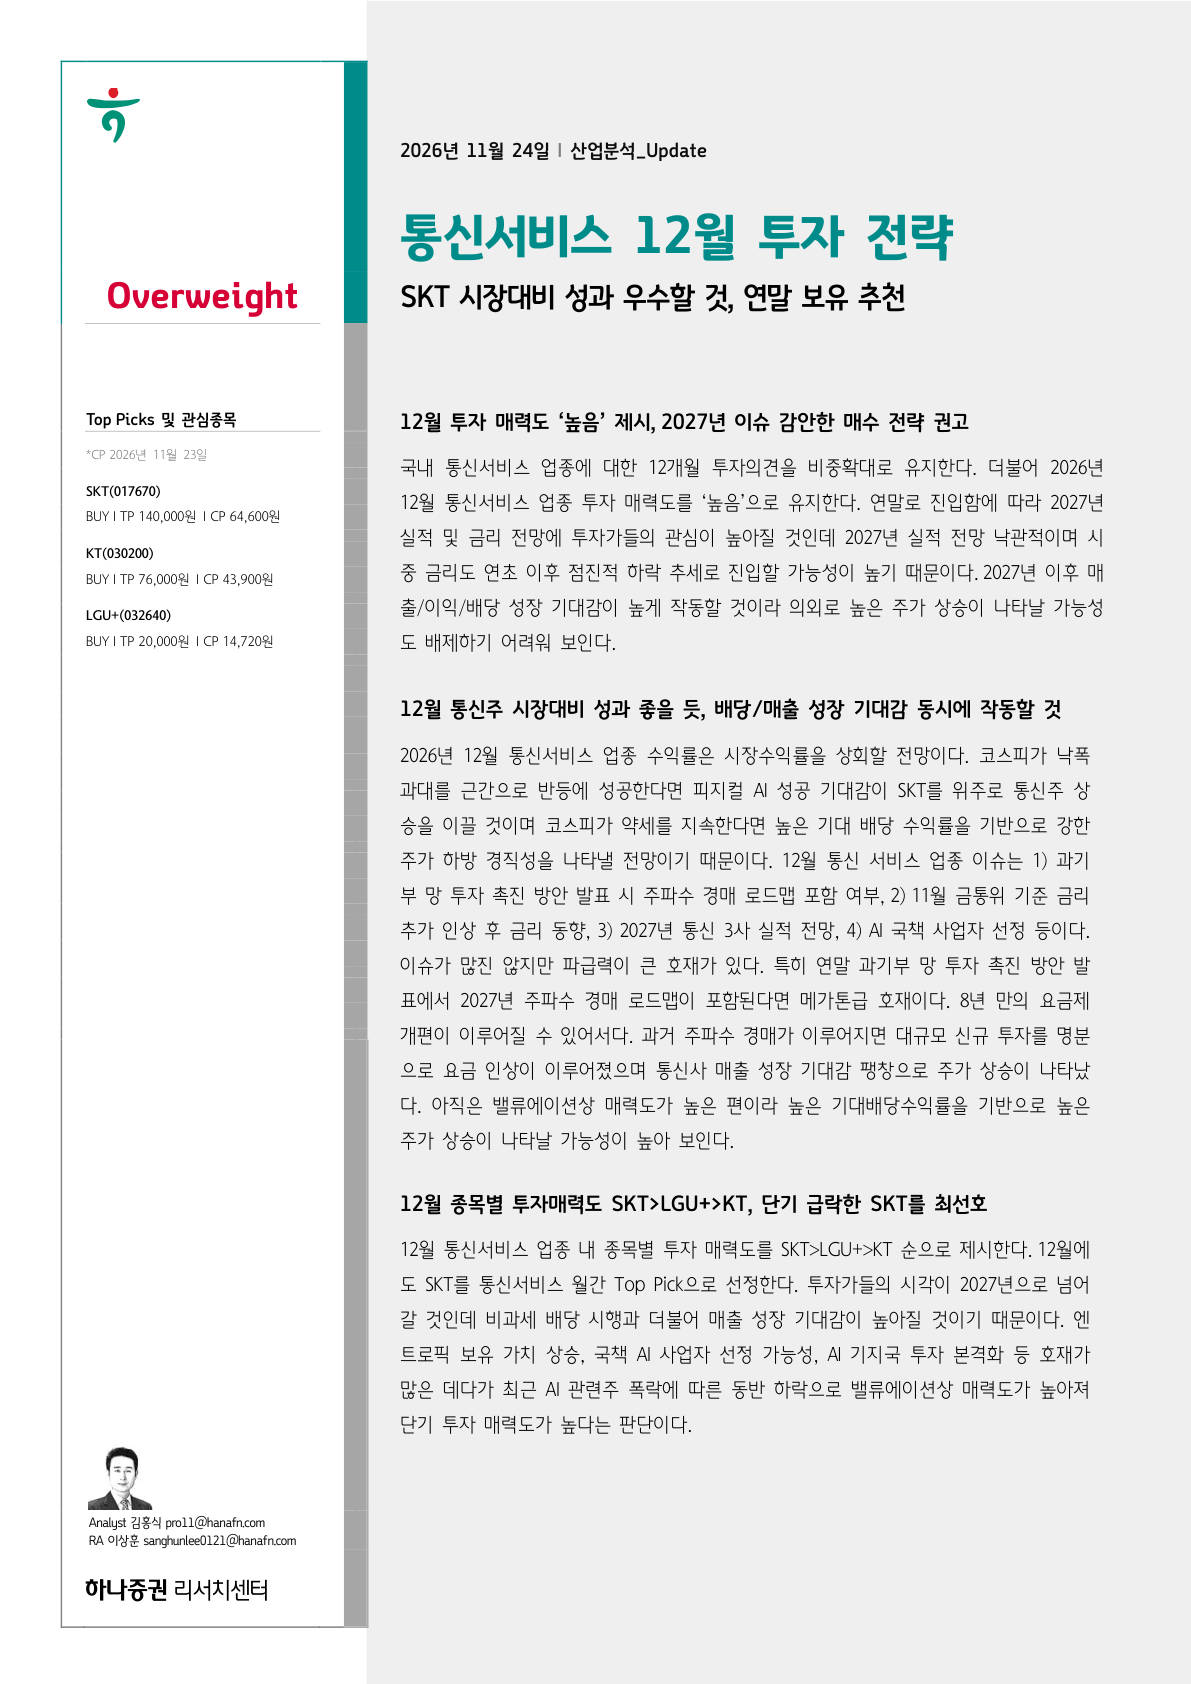 2026년 11월 24일 | 산업분석_Update
통신서비스 12월 투자 전략
SKT 시장대비 성과 우수할 것, 연말 보유 추천
Overweight
Top Picks 및 관심종목
*CP 2026년 11월 23일
SKT(017670)
BUY I TP 140,000원 I CP 64,600원
KT(030200)
BUY I TP 76,000원 I CP 43,900원
LGU+(032640)
BUY I TP 20,000원 I CP 14,720원
12월 투자 매력도 ‘높음’ 제시, 2027년 이슈 감안한 매수 전략 권고
국내 통신서비스 업종에 대한 12개월 투자의견을 비중확대로 유지한다. 더불어 2026년
12월 통신서비스 업종 투자 매력도를 ‘높음’으로 유지한다. 연말로 진입함에 따라 2027년
실적 및 금리 전망에 투자가들의 관심이 높아질 것인데 2027년 실적 전망 낙관적이며 시
중 금리도 연초 이후 점진적 하락 추세로 진입할 가능성이 높기 때문이다. 2027년 이후 매
출/이익/배당 성장 기대감이 높게 작동할 것이라 의외로 높은 주가 상승이 나타날 가능성
도 배제하기 어려워 보인다.
12월 통신주 시장대비 성과 좋을 듯, 배당/매출 성장 기대감 동시에 작동할 것
2026년 12월 통신서비스 업종 수익률은 시장수익률을 상회할 전망이다. 코스피가 낙폭
과대를 근간으로 반등에 성공한다면 피지컬 AI 성공 기대감이 SKT를 위주로 통신주 상
승을 이끌 것이며 코스피가 약세를 지속한다면 높은 기대 배당 수익률을 기반으로 강한
주가 하방 경직성을 나타낼 전망이기 때문이다. 12월 통신 서비스 업종 이슈는 1) 과기
부 망 투자 촉진 방안 발표 시 주파수 경매 로드맵 포함 여부, 2) 11월 금통위 기준 금리
추가 인상 후 금리 동향, 3) 2027년 통신 3사 실적 전망, 4) AI 국책 사업자 선정 등이다.
이슈가 많진 않지만 파급력이 큰 호재가 있다. 특히 연말 과기부 망 투자 촉진 방안 발
표에서 2027년 주파수 경매 로드맵이 포함된다면 메가톤급 호재이다. 8년 만의 요금제
개편이 이루어질 수 있어서다. 과거 주파수 경매가 이루어지면 대규모 신규 투자를 명분
으로 요금 인상이 이루어졌으며 통신사 매출 성장 기대감 팽창으로 주가 상승이 나타났
다. 아직은 밸류에이션상 매력도가 높은 편이라 높은 기대배당수익률을 기반으로 높은
주가 상승이 나타날 가능성이 높아 보인다.
12월 종목별 투자매력도 SKT>LGU+>KT, 단기 급락한 SKT를 최선호
12월 통신서비스 업종 내 종목별 투자 매력도를 SKT>LGU+>KT 순으로 제시한다. 12월에
도 SKT를 통신서비스 월간 Top Pick으로 선정한다. 투자가들의 시각이 2027년으로 넘어
갈 것인데 비과세 배당 시행과 더불어 매출 성장 기대감이 높아질 것이기 때문이다. 엔
트로픽 보유 가치 상승, 국책 AI 사업자 선정 가능성, AI 기지국 투자 본격화 등 호재가
많은 데다가 최근 AI 관련주 폭락에 따른 동반 하락으로 밸류에이션상 매력도가 높아져
단기 투자 매력도가 높다는 판단이다.
Analyst 김홍식 pro11@hanafn.com
RA 이상훈 sanghunlee0121@hanafn.com
하나증권 리서치센터